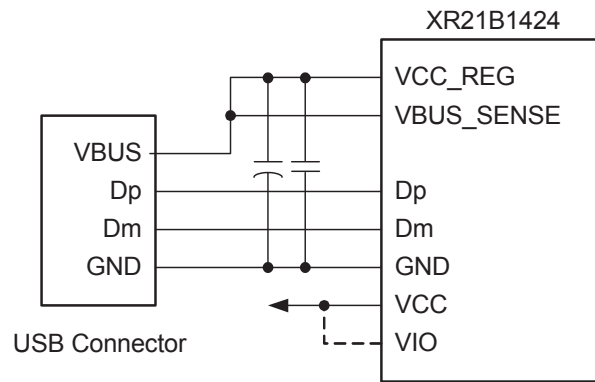 XR21B1424
VCC_REG
VBUS_SENSE
VBUS
Dp
Dp
Dm
Dm
GND
GND
VCC
VIO
USB Connector